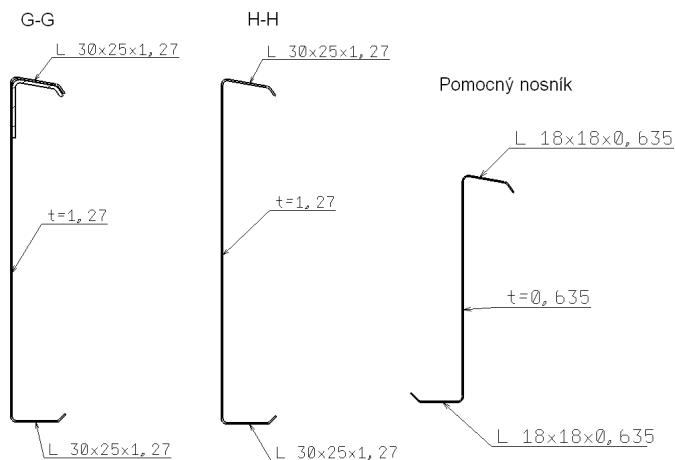 G-G
L 30x25x1,27
t=1,27
L 30x25x1,27
H-H
L 30x25x1,27
t=1,27
L 30x25x1,27
Pomocný nosník
L 18x18x0,635
t=0,635
L 18x18x0,635